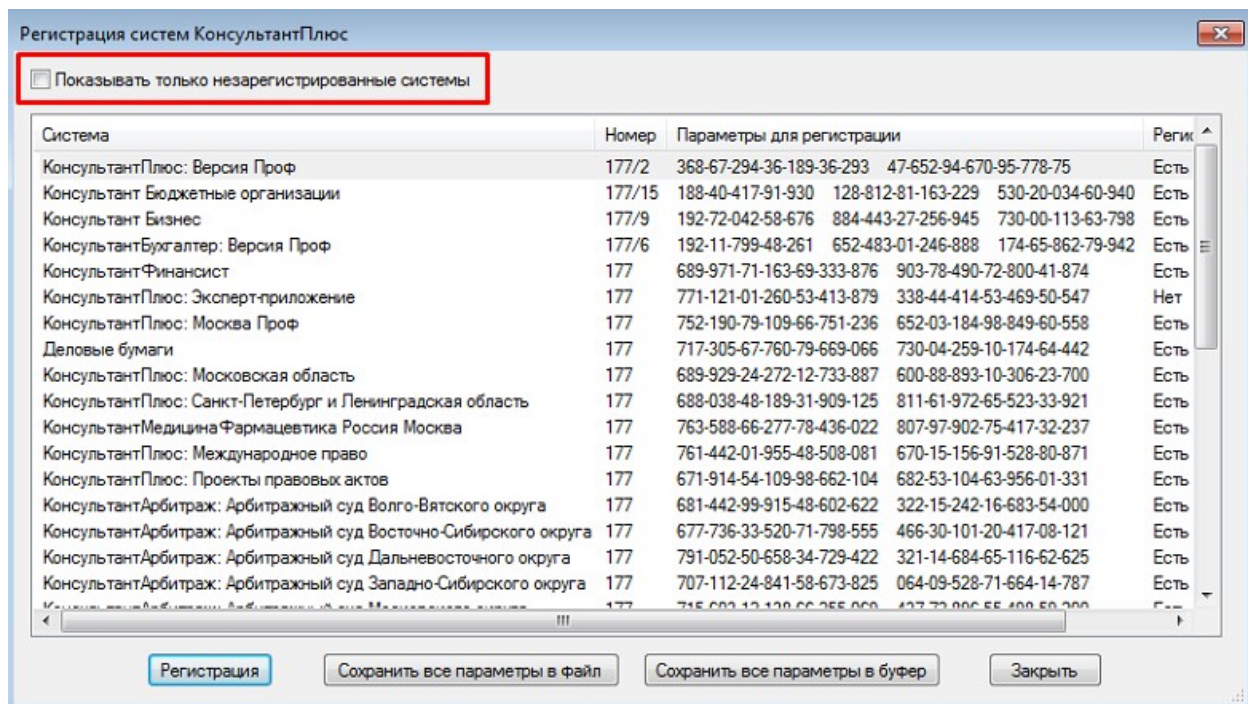 Регистрация систем КонсультантПлюс
Показывать только незарегистрированные системы
Система Номер Параметры для регистрации
КонсультантПлюс: Версия Проф 177/2 368-67-294-36-189-36-293 47-652-94-670-95-778-75 Есть
Консультант Бюджетные организации 177/15 188-40-417-91-930 128-812-81-163-229 530-20-034-60-940 Есть
Консультант Бизнес 177/9 192-72-042-58-676 884-443-27-256-945 730-00-113-63-798 Есть
КонсультантБухгалтер: Версия Проф 177/6 192-11-799-48-261 652-483-01-246-888 174-65-862-79-942 Есть
КонсультантФинансист 177 689-971-71-163-69-333-876 903-78-490-72-800-41-874 Есть
КонсультантПлюс: Эксперт-приложение 177 771-121-01-260-53-413-879 338-44-414-53-469-50-547 Нет
КонсультантПлюс: Москва Проф 177 752-190-79-109-66-751-236 652-03-184-98-849-60-558 Есть
Деловые бумаги 177 717-305-67-760-79-669-066 730-04-259-10-174-64-442 Есть
КонсультантПлюс: Московская область 177 689-929-24-272-12-733-887 600-88-893-10-306-23-700 Есть
КонсультантПлюс: Санкт-Петербург и Ленинградская область 177 688-038-48-189-31-909-125 811-61-972-65-523-33-921 Есть
КонсультантМедицинаФармацевтика Россия Москва 177 763-588-66-277-78-436-022 807-97-902-75-417-32-237 Есть
КонсультантПлюс: Международное право 177 761-442-01-955-48-508-081 670-15-156-91-528-80-871 Есть
КонсультантПлюс: Проекты правовых актов 177 671-914-54-109-98-662-104 682-53-104-63-956-01-331 Есть
КонсультантАрбитраж: Арбитражный суд Волго-Вятского округа 177 681-442-99-915-48-602-622 322-15-242-16-683-54-000 Есть
КонсультантАрбитраж: Арбитражный суд Восточно-Сибирского округа 177 677-736-33-520-71-798-555 466-30-101-20-417-08-121 Есть
КонсультантАрбитраж: Арбитражный суд Дальневосточного округа 177 791-052-50-658-34-729-422 321-14-684-65-116-62-625 Есть
КонсультантАрбитраж: Арбитражный суд Западно-Сибирского округа 177 707-112-24-841-58-673-825 064-09-528-71-664-14-787 Есть
Регистрация Сохранить все параметры в файл Сохранить все параметры в буфер Закрыть